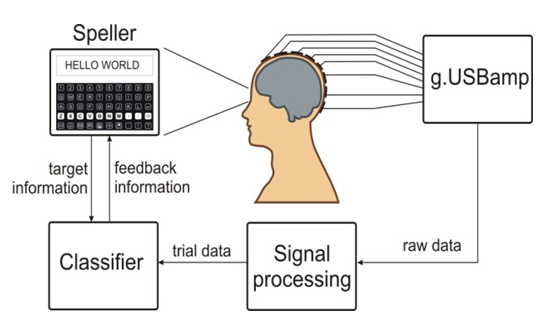 Speller
HELLO WORLD
g.USBamp
target
information
feedback
information
Classifier
trial data
Signal
processing
raw data